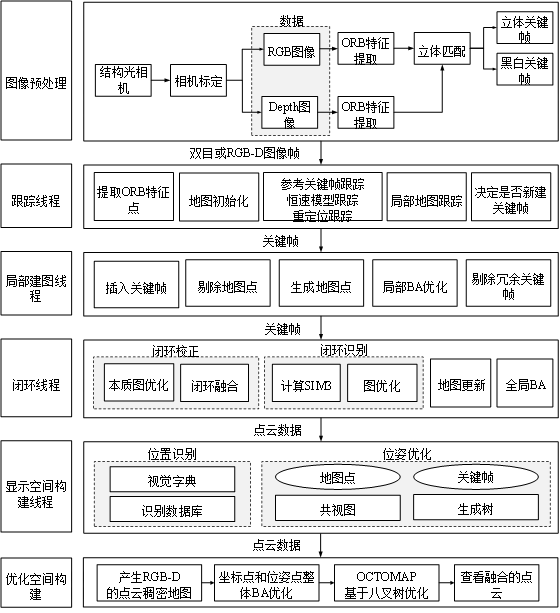 图像预处理
数据
结构光相
机
相机标定
RGB图像
Depth图
像
ORB特征
提取
ORB特征
提取
立体匹配
立体关键
帧
黑白关键
帧
双目或RGB-D图像帧
跟踪线程
提取ORB特征
点
地图初始化
参考关键帧跟踪
恒速模型跟踪
重定位跟踪
局部地图跟踪
决定是否新建
关键帧
关键帧
局部建图线
程
插入关键帧
剔除地图点
生成地图点
局部BA优化
剔除冗余关键
帧
关键帧
闭环线程
闭环校正
本质图优化
闭环融合
闭环识别
计算SIM3
图优化
地图更新
全局BA
点云数据
显示空间构
建线程
位置识别
视觉字典
识别数据库
位姿优化
地图点
关键帧
共视图
生成树
点云数据
优化空间构
建
产生RGB-D
的点云稠密地图
坐标点和位姿点整
体BA优化
OCTOMAP
基于八叉树优化
查看融合的点
云